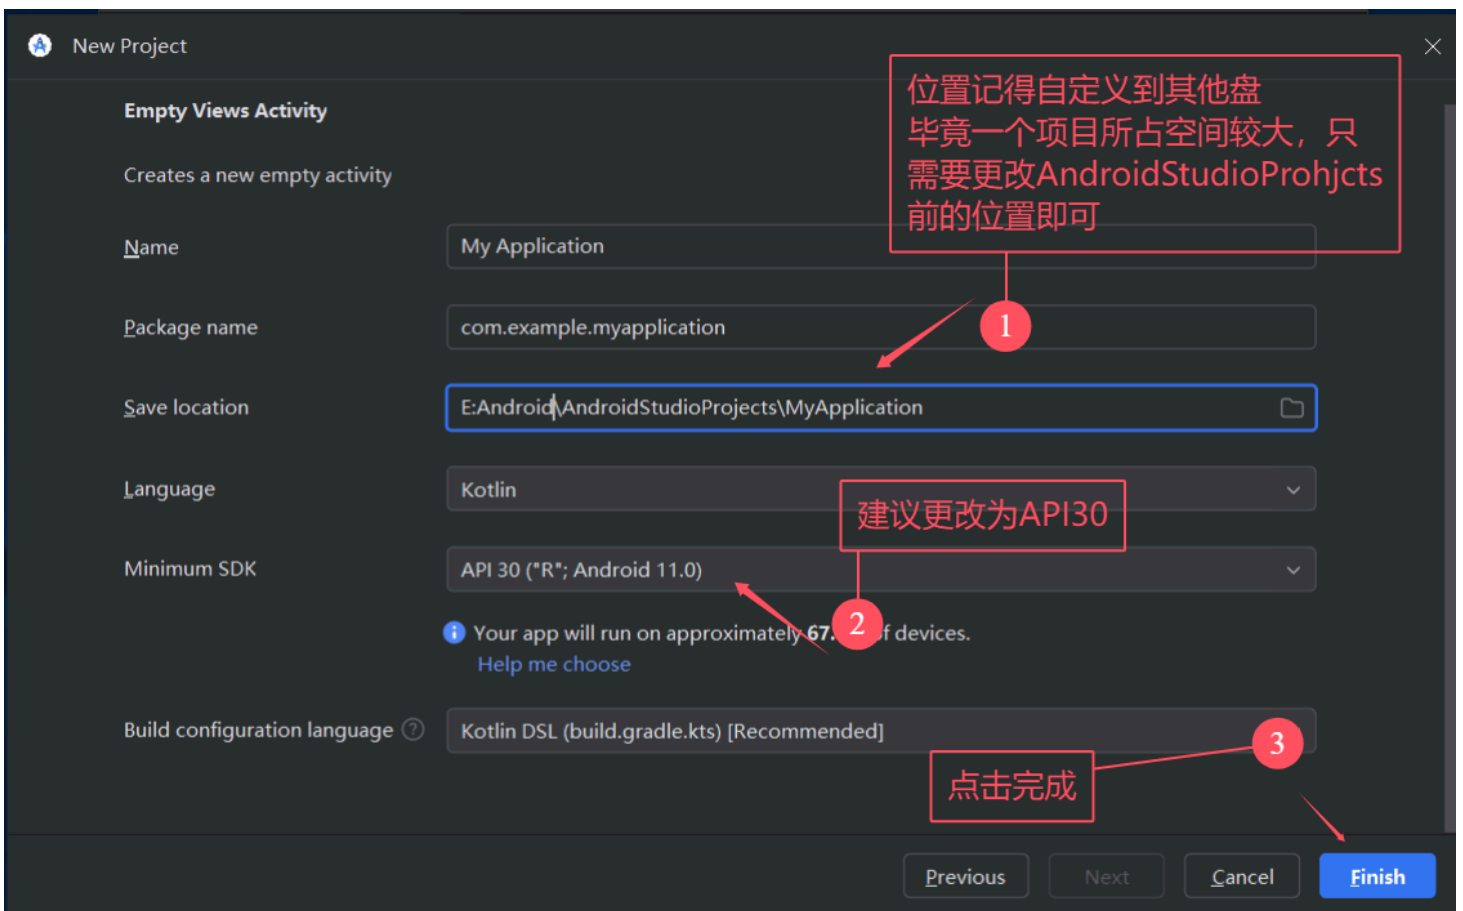 New Project
位置记得自定义到其他盘
毕竟一个项目所占空间较大，只
需要更改AndroidStudioProhjcts
前的位置即可
Empty Views Activity
Creates a new empty activity
Name
My Application
1
Package name
com.example.myapplication
Save location
E:Android\AndroidStudioProjects\MyApplication
Language
Kotlin
建议更改为API30
Minimum SDK
API 30 ("R"; Android 11.0)
2
Your app will run on approximately 67. of devices.
Help me choose
Build configuration language ?
Kotlin DSL (build.gradle.kts) [Recommended]
3
点击完成
Previous
Next
Cancel
Finish